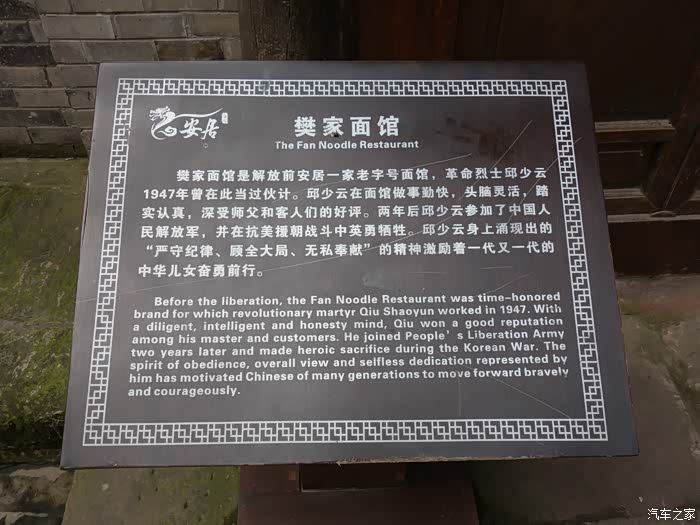 安居
樊家面馆
The Fan Noodle Restaurant
樊家面馆是解放前安居一家老字号面馆，革命烈士邱少云
1947年曾在此当过伙计。邱少云在面馆做事勤快，头脑灵活，踏
实认真，深受师父和客人们的好评。两年后邱少云参加了中国人
民解放军，并在抗美援朝战斗中英勇牺牲。邱少云身上涌现出的
“严守纪律、顾全大局、无私奉献”的精神激励着一代又一代的
中华儿女奋勇前行。
Before the liberation, the Fan Noodle Restaurant was time-honored
brand for which revolutionary martyr Qiu Shaoyun worked in 1947. With
a diligent, intelligent and honesty mind, Qiu won a good reputation
among his master and customers. He joined People’s Liberation Army
two years later and made heroic sacrifice during the Korean War. The
spirit of obedience, overall view and selfless dedication represented by
him has motivated Chinese of many generations to move forward bravely
and courageously.
汽车之家